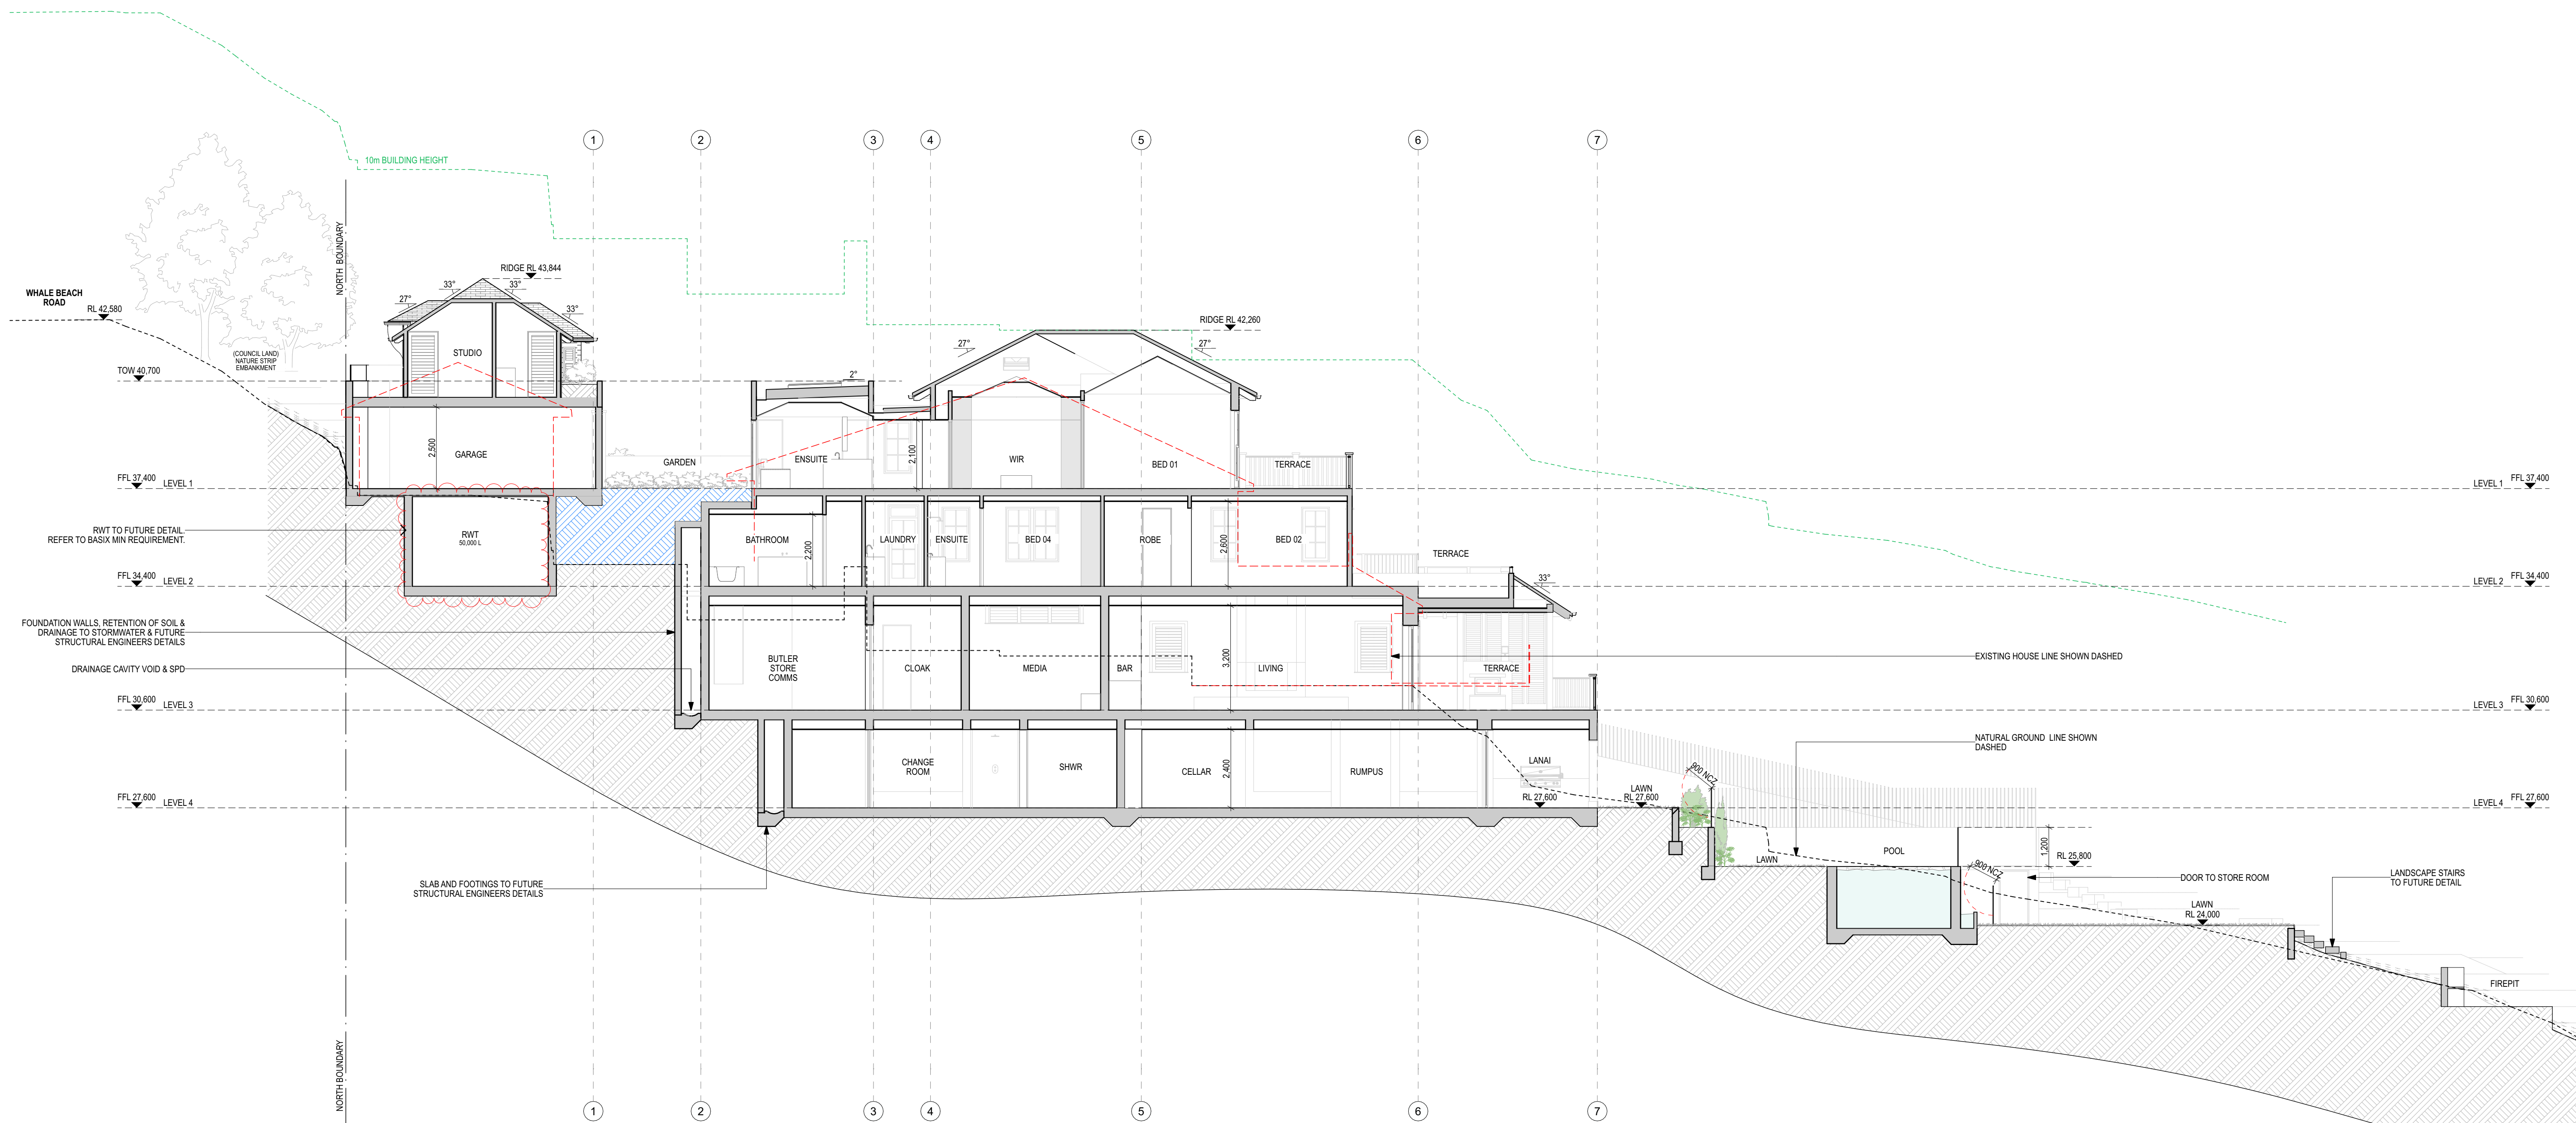 10m BUILDING HEIGHT
1
2
3
4
5
6
7
NORTH BOUNDARY
WHALE BEACH
ROAD
RL 42,580
RIDGE RL 43,844
33°
33°
27°
33°
RIDGE RL 42,260
27°
27°
2°
(COUNCIL LAND)
NATURE STRIP
EMBANKMENT
STUDIO
TOW 40,700
2,500
GARAGE
GARDEN
ENSUITE
2,100
WIR
BED 01
TERRACE
FFL 37,400
LEVEL 1
LEVEL 1
FFL 37,400
RWT TO FUTURE DETAIL.
REFER TO BASIX MIN REQUIREMENT.
RWT
50,000 L
BATHROOM
2,200
LAUNDRY
ENSUITE
BED 04
ROBE
2,600
BED 02
TERRACE
33°
FFL 34,400
LEVEL 2
LEVEL 2
FFL 34,400
FOUNDATION WALLS, RETENTION OF SOIL &
DRAINAGE TO STORMWATER & FUTURE
STRUCTURAL ENGINEERS DETAILS
DRAINAGE CAVITY VOID & SPD
BUTLER
STORE
COMMS
CLOAK
MEDIA
BAR
3,200
LIVING
TERRACE
EXISTING HOUSE LINE SHOWN DASHED
FFL 30,600
LEVEL 3
LEVEL 3
FFL 30,600
NATURAL GROUND LINE SHOWN
DASHED
CHANGE
ROOM
SHWR
CELLAR
2,400
RUMPUS
LANAI
RL 27,600
LAWN
RL 27,600
900 NCZ
FFL 27,600
LEVEL 4
LEVEL 4
FFL 27,600
LAWN
POOL
1,200
RL 25,800
900 NCZ
DOOR TO STORE ROOM
LANDSCAPE STAIRS
TO FUTURE DETAIL
SLAB AND FOOTINGS TO FUTURE
STRUCTURAL ENGINEERS DETAILS
LAWN
RL 24,000
FIREPIT
NORTH BOUNDARY
1
2
3
4
5
6
7